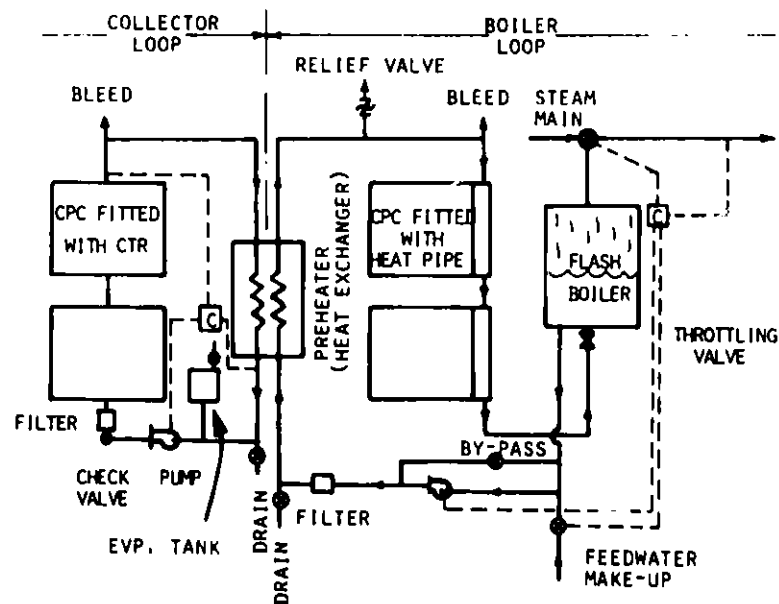 COLLECTOR
LOOP
BOILER
LOOP
RELIEF VALVE
BLEED
BLEED
STEAM
MAIN
CPC FITTED
WITH CTR
CPC FITTED
WITH
HEAT PIPE
C
C
FLASH
BOILER
PREHEATER
(HEAT EXCHANGER)
THROTTLING
VALVE
FILTER
CHECK
VALVE
PUMP
EVP. TANK
DRAIN
DRAIN
FILTER
BY-PASS
FEEDWATER
MAKE-UP